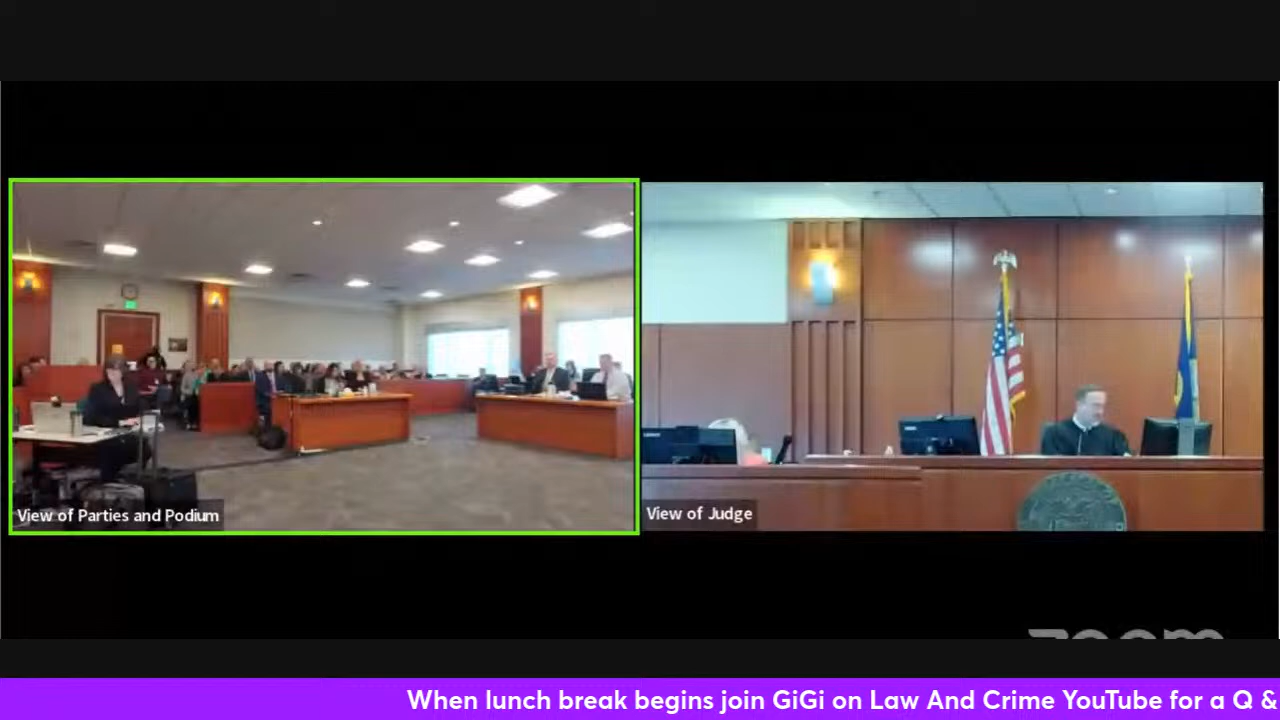 View of Parties and Podium
View of Judge
zoom
When lunch break begins join GiGi on Law And Crime YouTube for a Q &